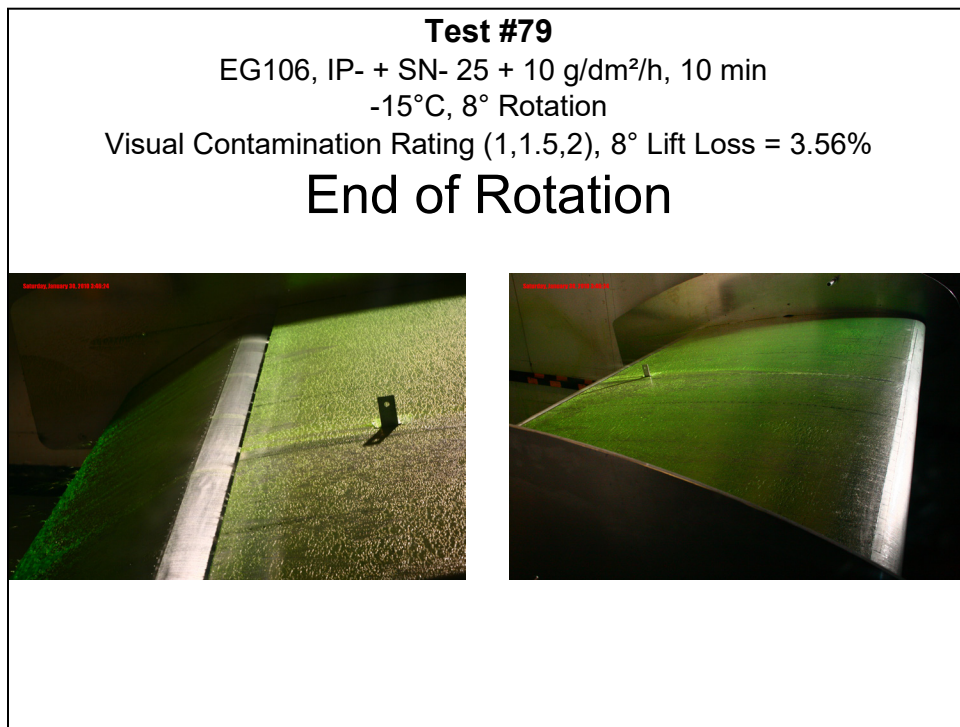 Test #79
EG106, IP- + SN- 25 + 10 g/dm²/h, 10 min
-15°C, 8° Rotation
Visual Contamination Rating (1,1.5,2), 8° Lift Loss = 3.56%
End of Rotation